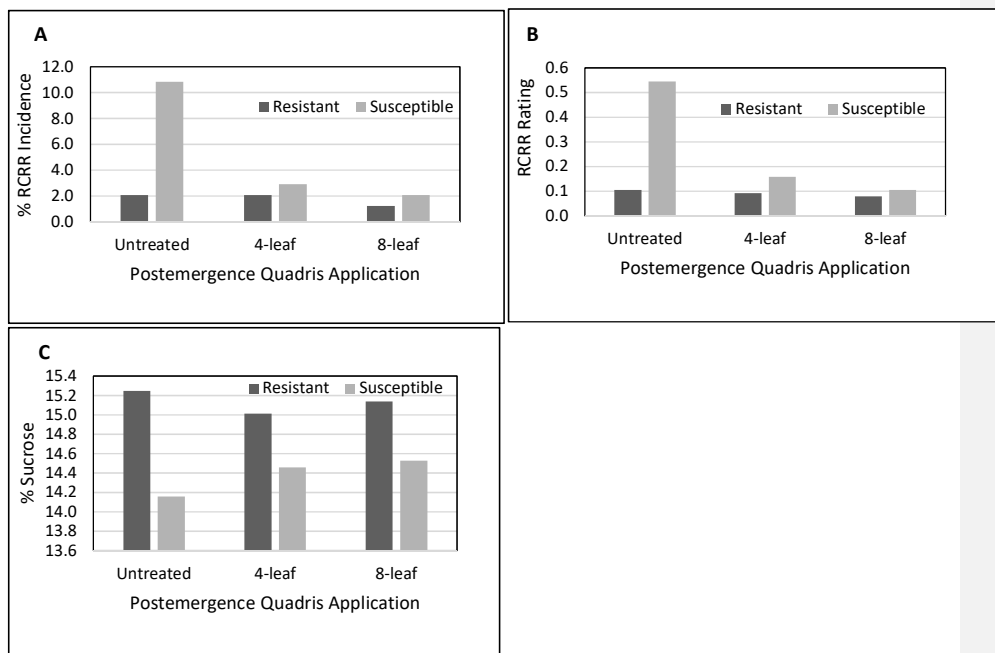 A
% RCRR Incidence
12.0
10.0
8.0
6.0
4.0
2.0
0.0
Resistant Susceptible
Untreated 4-leaf 8-leaf
Postemergence Quadris Application
B
RCRR Rating
0.6
0.5
0.4
0.3
0.2
0.1
0.0
Resistant Susceptible
Untreated 4-leaf 8-leaf
Postemergence Quadris Application
C
% Sucrose
15.4
15.2
15.0
14.8
14.6
14.4
14.2
14.0
13.8
13.6
Resistant Susceptible
Untreated 4-leaf 8-leaf
Postemergence Quadris Application